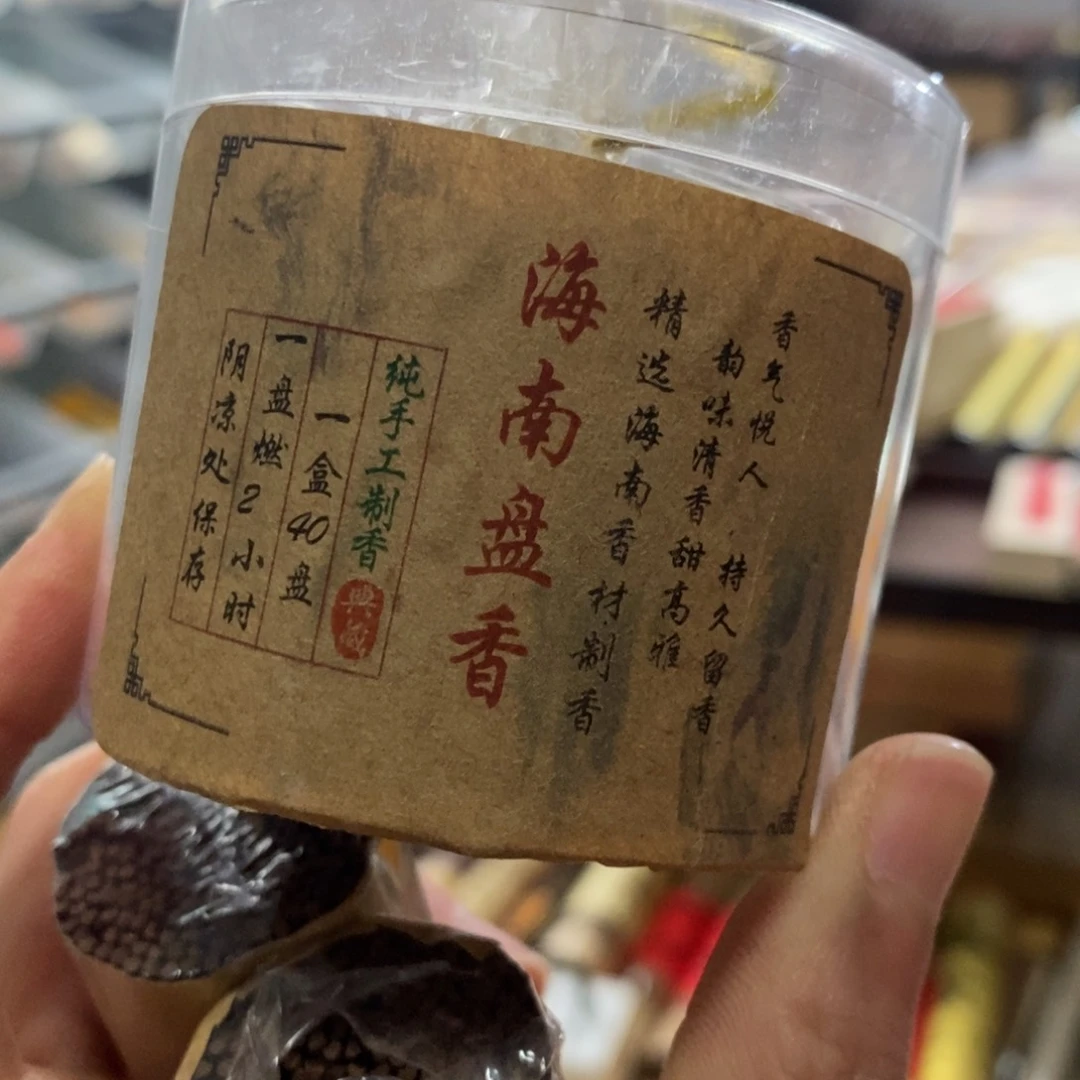 香气悦人，持久留香
韵味清香甜高雅
精选海南香材制香
海南盘香
纯手工制香
典藏
一盒40盘
一盘燃2小时
阴凉处保存